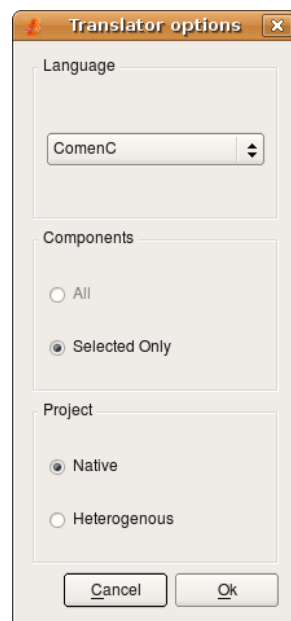 Translator options
Language
ComenC
Components
All
Selected Only
Project
Native
Heterogenous
Cancel Ok